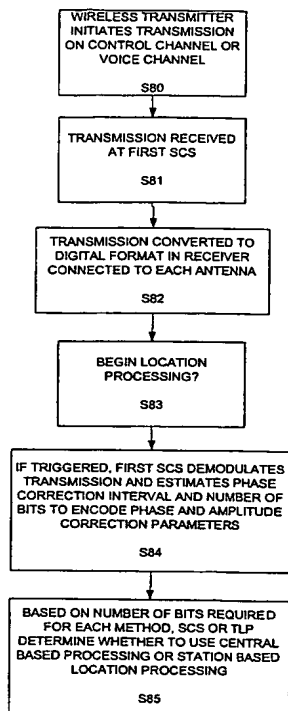 WIRELESS TRANSMITTER
INITIATES TRANSMISSION
ON CONTROL CHANNEL OR
VOICE CHANNEL
S80
TRANSMISSION RECEIVED
AT FIRST SCS
S81
TRANSMISSION CONVERTED TO
DIGITAL FORMAT IN RECEIVER
CONNECTED TO EACH ANTENNA
S82
BEGIN LOCATION
PROCESSING?
S83
IF TRIGGERED, FIRST SCS DEMODULATES
TRANSMISSION AND ESTIMATES PHASE
CORRECTION INTERVAL AND NUMBER OF
BITS TO ENCODE PHASE AND AMPLITUDE
CORRECTION PARAMETERS
S84
BASED ON NUMBER OF BITS REQUIRED
FOR EACH METHOD, SCS OR TLP
DETERMINE WHETHER TO USE CENTRAL
BASED PROCESSING OR STATION BASED
LOCATION PROCESSING
S85